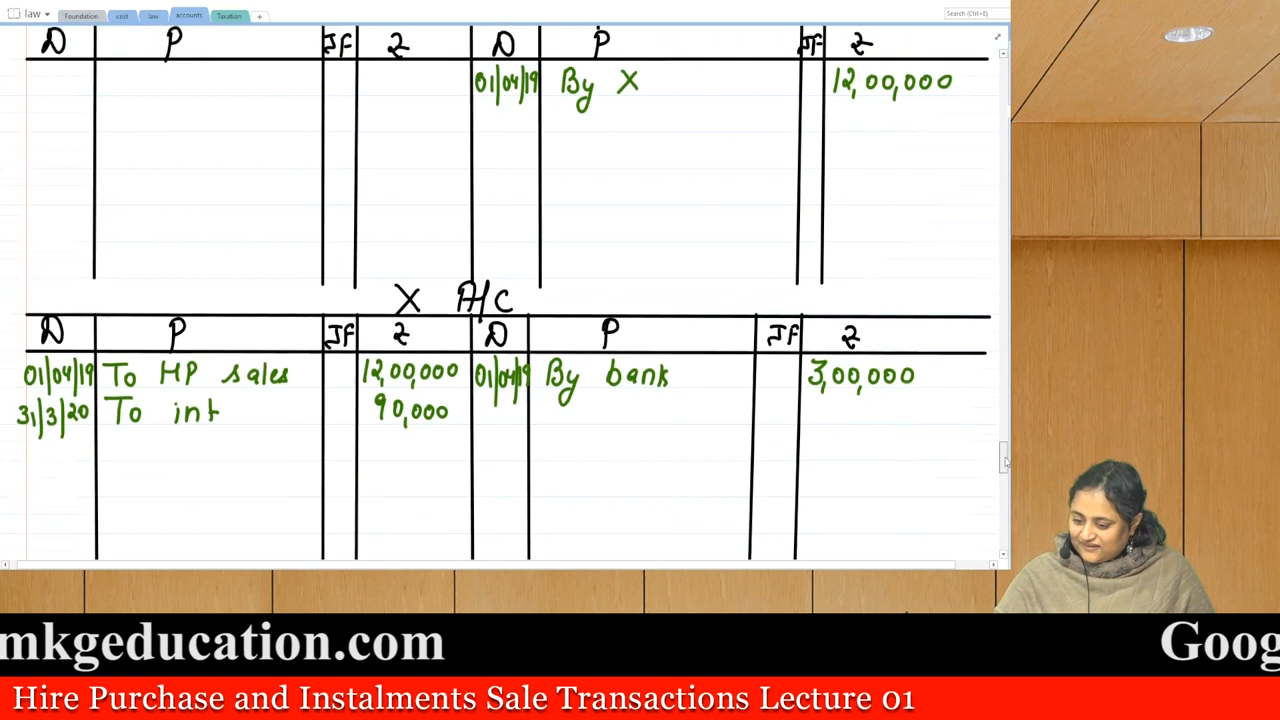 law Foundation cost law accounts Taxation + Search (Ctrl+E)
D P JF ₹ D P JF ₹
01/04/19 By X 12,00,000
X A/C
D P JF ₹ D P JF ₹
01/04/19 To HP sales 12,00,000 01/04/19 By bank 3,00,000
31/3/20 To int 90,000
mkgeducation.com Goog
Hire Purchase and Instalments Sale Transactions Lecture 01